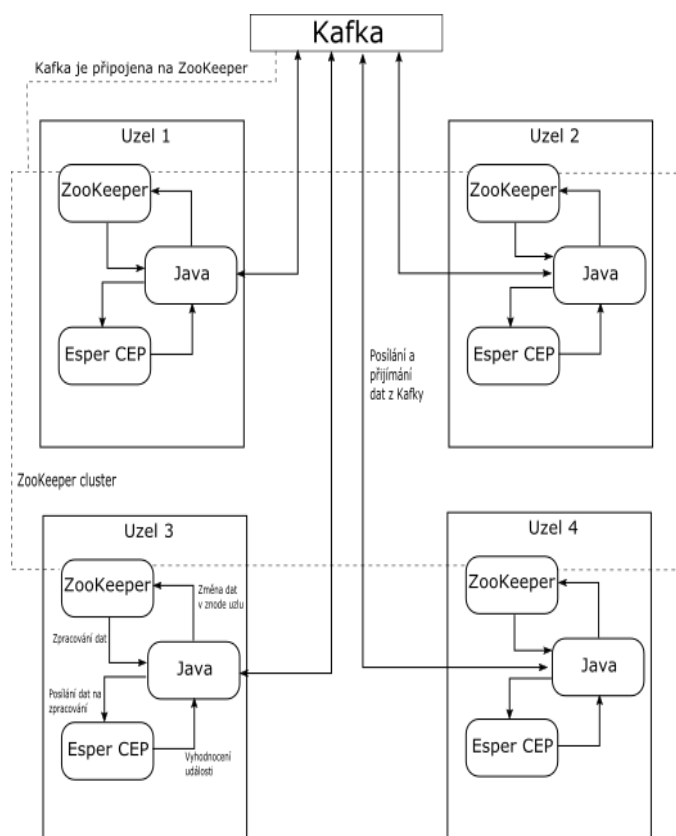 Kafka
Kafka je připojena na ZooKeeper
Uzel 1
ZooKeeper
Java
Esper CEP
Uzel 2
ZooKeeper
Java
Esper CEP
Posílání a
přijímání
dat z Kafky
ZooKeeper cluster
Uzel 3
ZooKeeper
Změna dat
v znode uzlu
Zpracování dat
Java
Posílání dat na
zpracování
Esper CEP
Vyhodnocení
události
Uzel 4
ZooKeeper
Java
Esper CEP